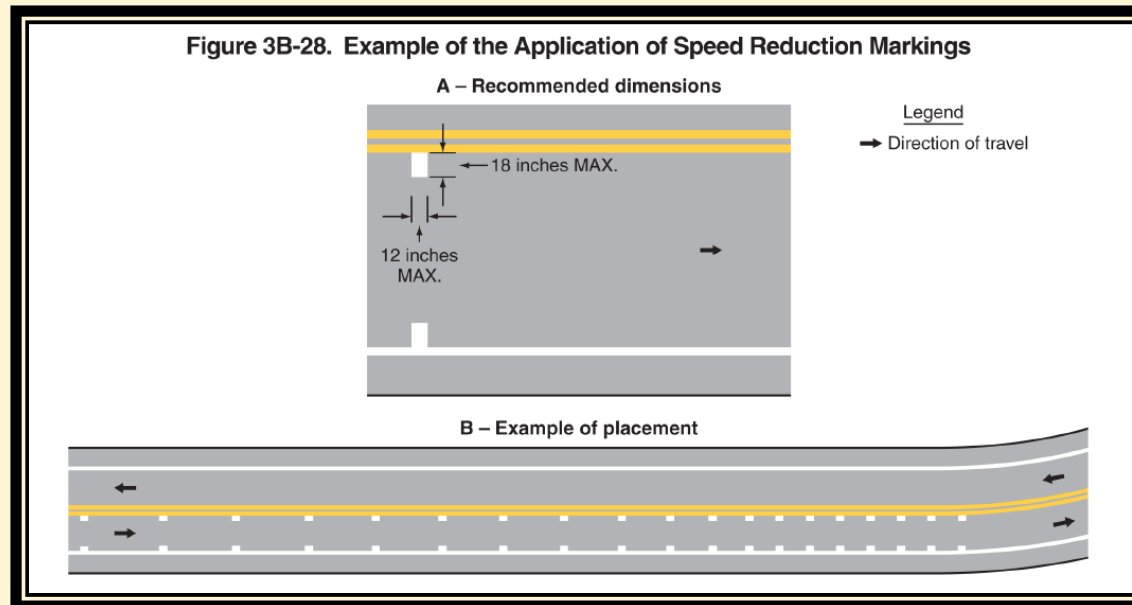 Figure 3B-28. Example of the Application of Speed Reduction Markings
A – Recommended dimensions
Legend
Direction of travel
18 inches MAX.
12 inches
MAX.
B – Example of placement